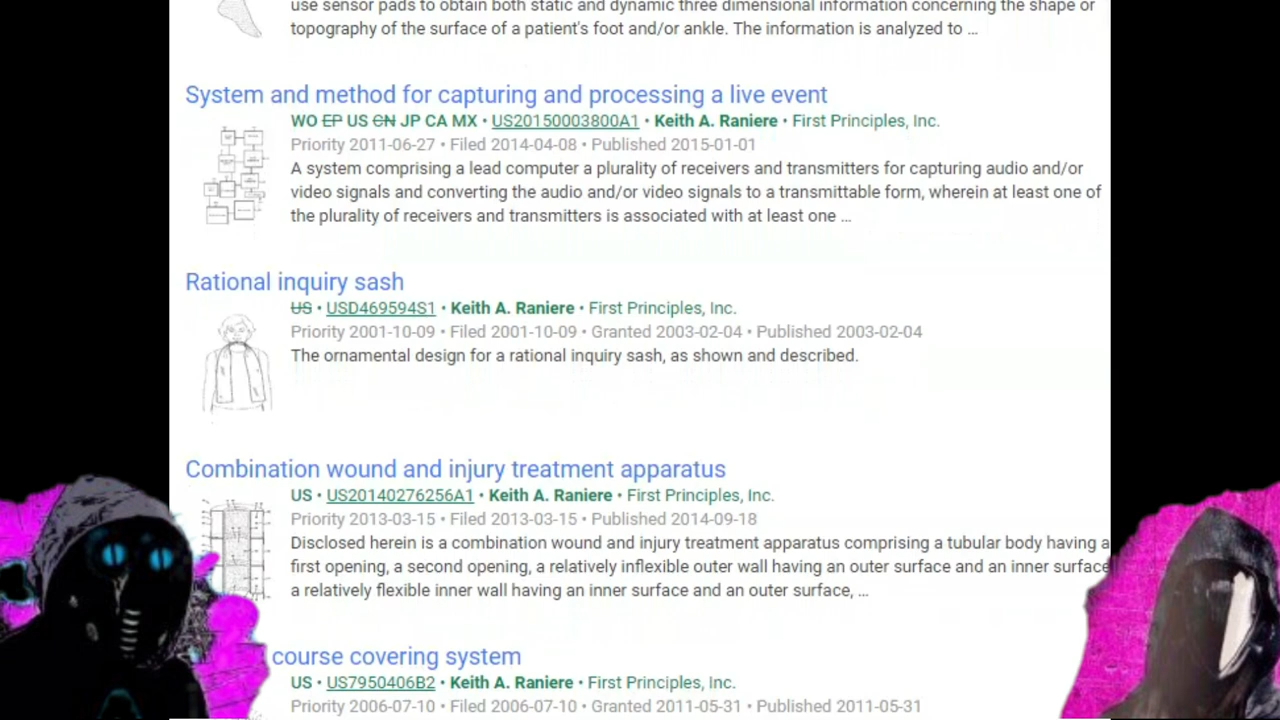 use sensor pads to obtain both static and dynamic three dimensional information concerning the shape or
topography of the surface of a patient's foot and/or ankle. The information is analyzed to ...
System and method for capturing and processing a live event
WO EP US CN JP CA MX • US20150003800A1 • Keith A. Raniere • First Principles, Inc.
Priority 2011-06-27 • Filed 2014-04-08 • Published 2015-01-01
A system comprising a lead computer a plurality of receivers and transmitters for capturing audio and/or
video signals and converting the audio and/or video signals to a transmittable form, wherein at least one of
the plurality of receivers and transmitters is associated with at least one ...
Rational inquiry sash
US • USD469594S1 • Keith A. Raniere • First Principles, Inc.
Priority 2001-10-09 • Filed 2001-10-09 • Granted 2003-02-04 • Published 2003-02-04
The ornamental design for a rational inquiry sash, as shown and described.
Combination wound and injury treatment apparatus
US • US20140276256A1 • Keith A. Raniere • First Principles, Inc.
Priority 2013-03-15 • Filed 2013-03-15 • Published 2014-09-18
Disclosed herein is a combination wound and injury treatment apparatus comprising a tubular body having a
first opening, a second opening, a relatively inflexible outer wall having an outer surface and an inner surface
a relatively flexible inner wall having an inner surface and an outer surface, ...
course covering system
US • US7950406B2 • Keith A. Raniere • First Principles, Inc.
Priority 2006-07-10 • Filed 2006-07-10 • Granted 2011-05-31 • Published 2011-05-31